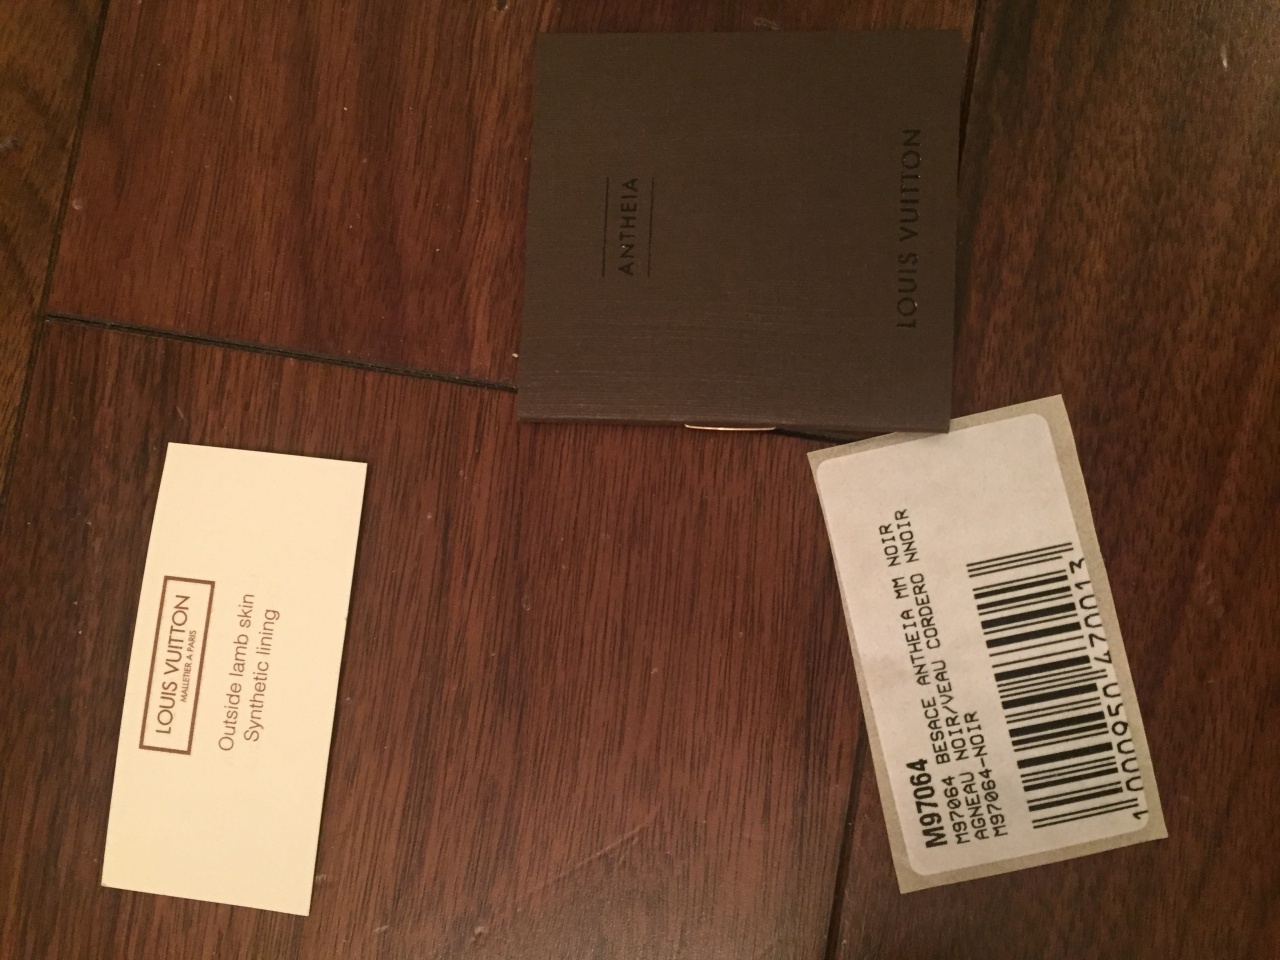 ANTHEIA
LOUIS VUITTON
LOUIS VUITTON
MALLETIER A PARIS
Outside lamb skin
Synthetic lining
M97064
M97064 BESACE ANTHEIA MM NOIR
AGNEAU NOIR/VEAU CORDERO NNOIR
M97064-NOIR
1000950470013